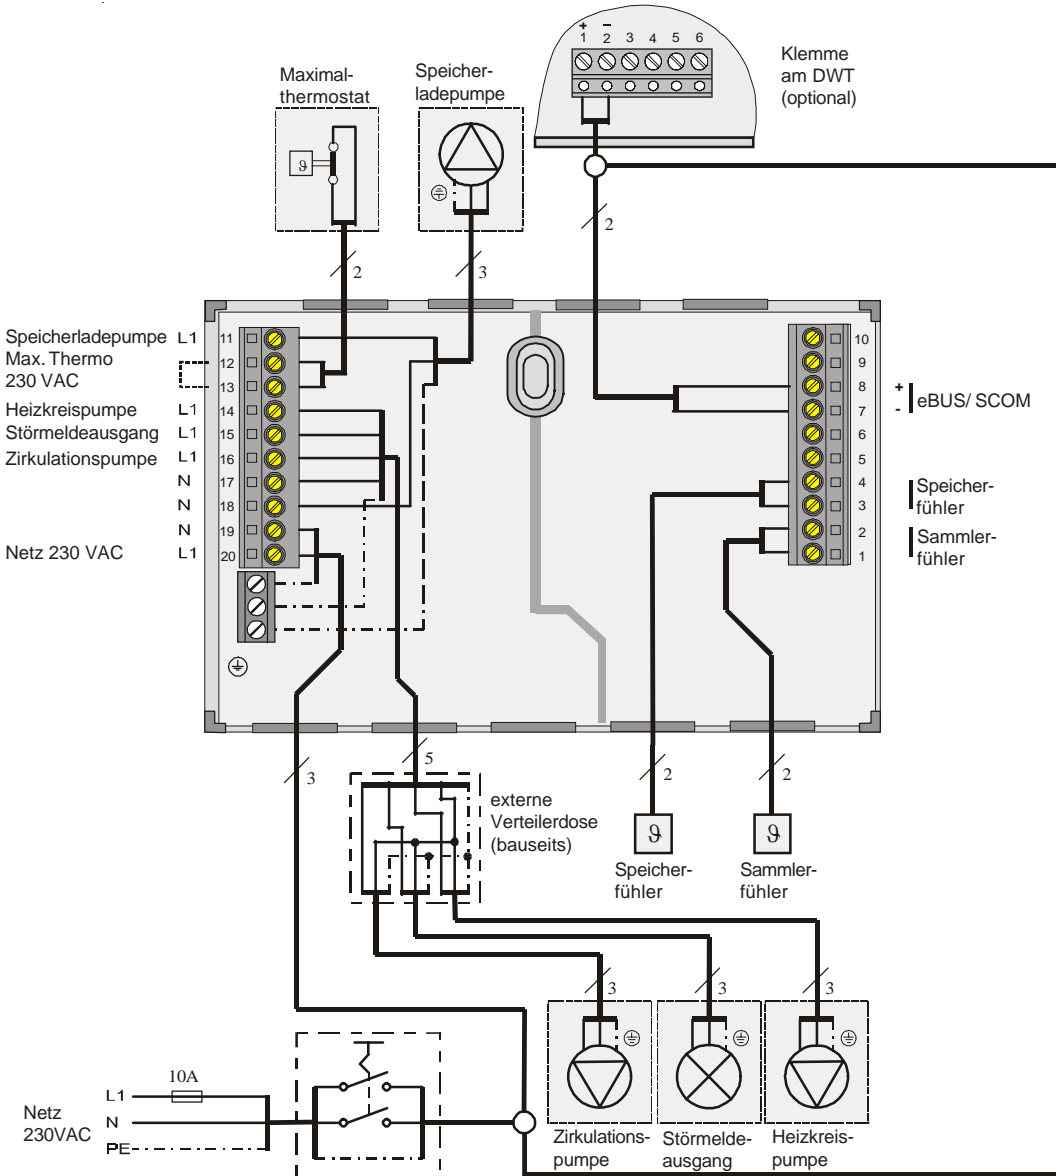 + −
1 2 3 4 5 6
Klemme
am DWT
(optional)
Maximal-
thermostat
Speicher-
ladepumpe
ϑ
2
3
2
Speicherladepumpe L1 11
Max. Thermo 12
230 VAC 13
Heizkreispumpe L1 14
Störmeldeausgang L1 15
Zirkulationspumpe L1 16
N 17
N 18
N 19
Netz 230 VAC L1 20
10
9
8 +
7 -
eBUS/ SCOM
6
5
4
3
Speicher-
fühler
2
1
Sammler-
fühler
3
5
2
2
externe
Verteilerdose
(bauseits)
ϑ
ϑ
Speicher-
fühler
Sammler-
fühler
3
3
3
Zirkulations-
pumpe
Störmelde-
ausgang
Heizkreis-
pumpe
Netz
230VAC
L1
10A
N
PE